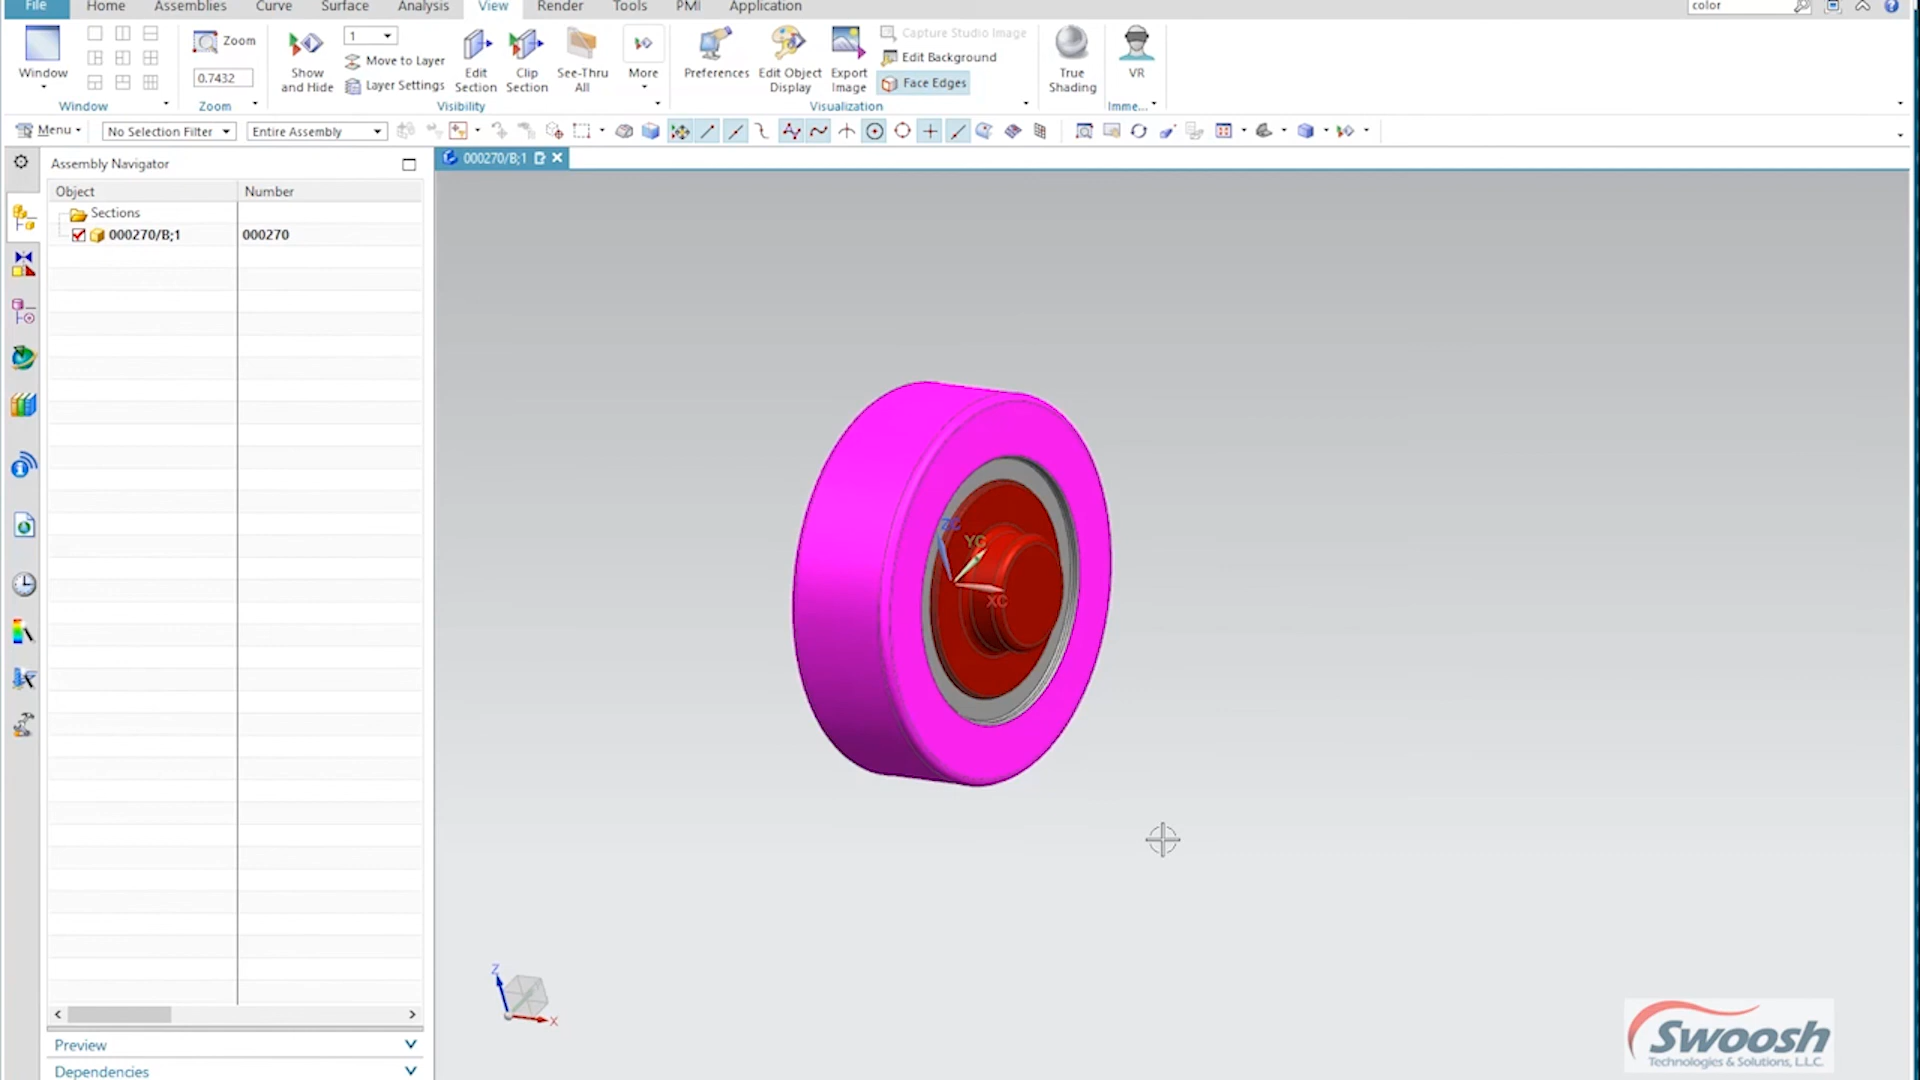 File Home Assemblies Curve Surface Analysis View Render Tools PMI Application color
Window
Zoom
0.7432
Show and Hide
1
Move to Layer
Layer Settings
Edit Section
Clip Section
See-Thru All
More
Preferences
Edit Object Display
Export Image
Capture Studio Image
Edit Background
Face Edges
True Shading
VR
Window Zoom Visibility Visualization Imme...
Menu No Selection Filter Entire Assembly
Assembly Navigator
000270/B;1
Object Number
Sections
000270/B;1 000270
ZC
YC
XC
Z
X
Preview
Dependencies
Swoosh
Technologies & Solutions, L.L.C.